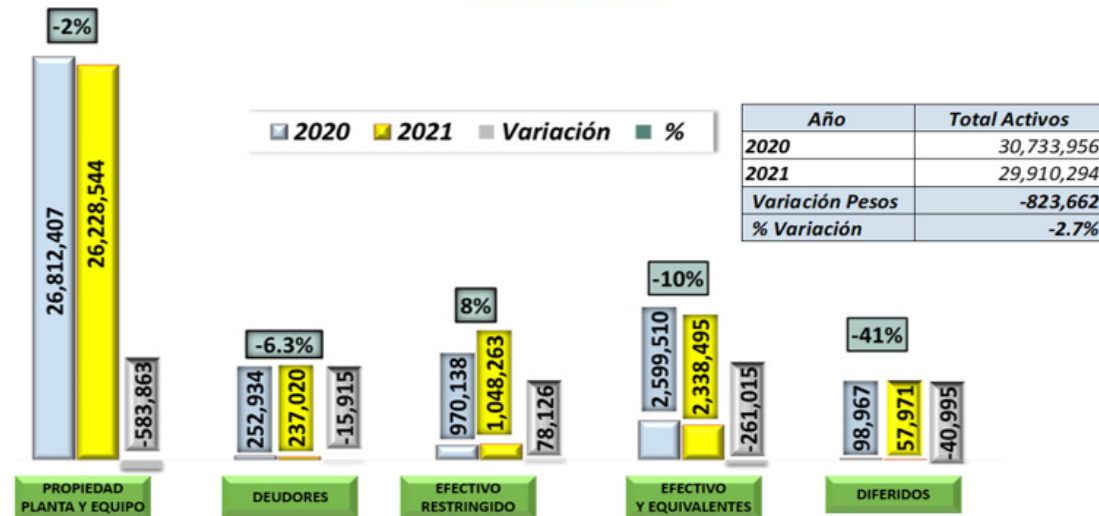 -2%
2020 2021 Variación %
Año Total Activos
2020 30,733,956
2021 29,910,294
Variación Pesos -823,662
% Variación -2.7%
26,812,407
26,228,544
-583,863
-6.3%
252,934
237,020
-15,915
8%
970,138
1,048,263
78,126
-10%
2,599,510
2,338,495
-261,015
-41%
98,967
57,971
-40,995
PROPIEDAD
PLANTA Y EQUIPO
DEUDORES
EFECTIVO
RESTRINGIDO
EFECTIVO
Y EQUIVALENTES
DIFERIDOS